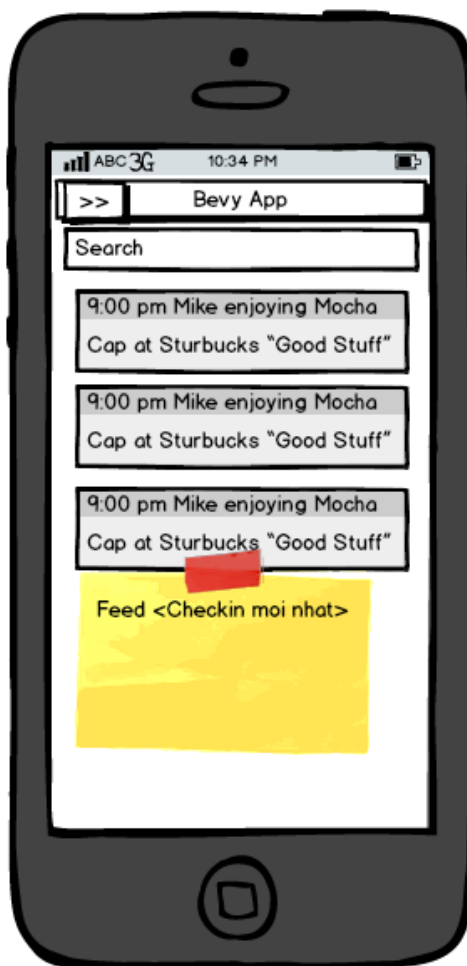 ABC 3G 10:34 PM
>> Bevy App
Search
9:00 pm Mike enjoying Mocha
Cap at Sturbucks “Good Stuff”
9:00 pm Mike enjoying Mocha
Cap at Sturbucks “Good Stuff”
9:00 pm Mike enjoying Mocha
Cap at Sturbucks “Good Stuff”
Feed <Checkin moi nhat>